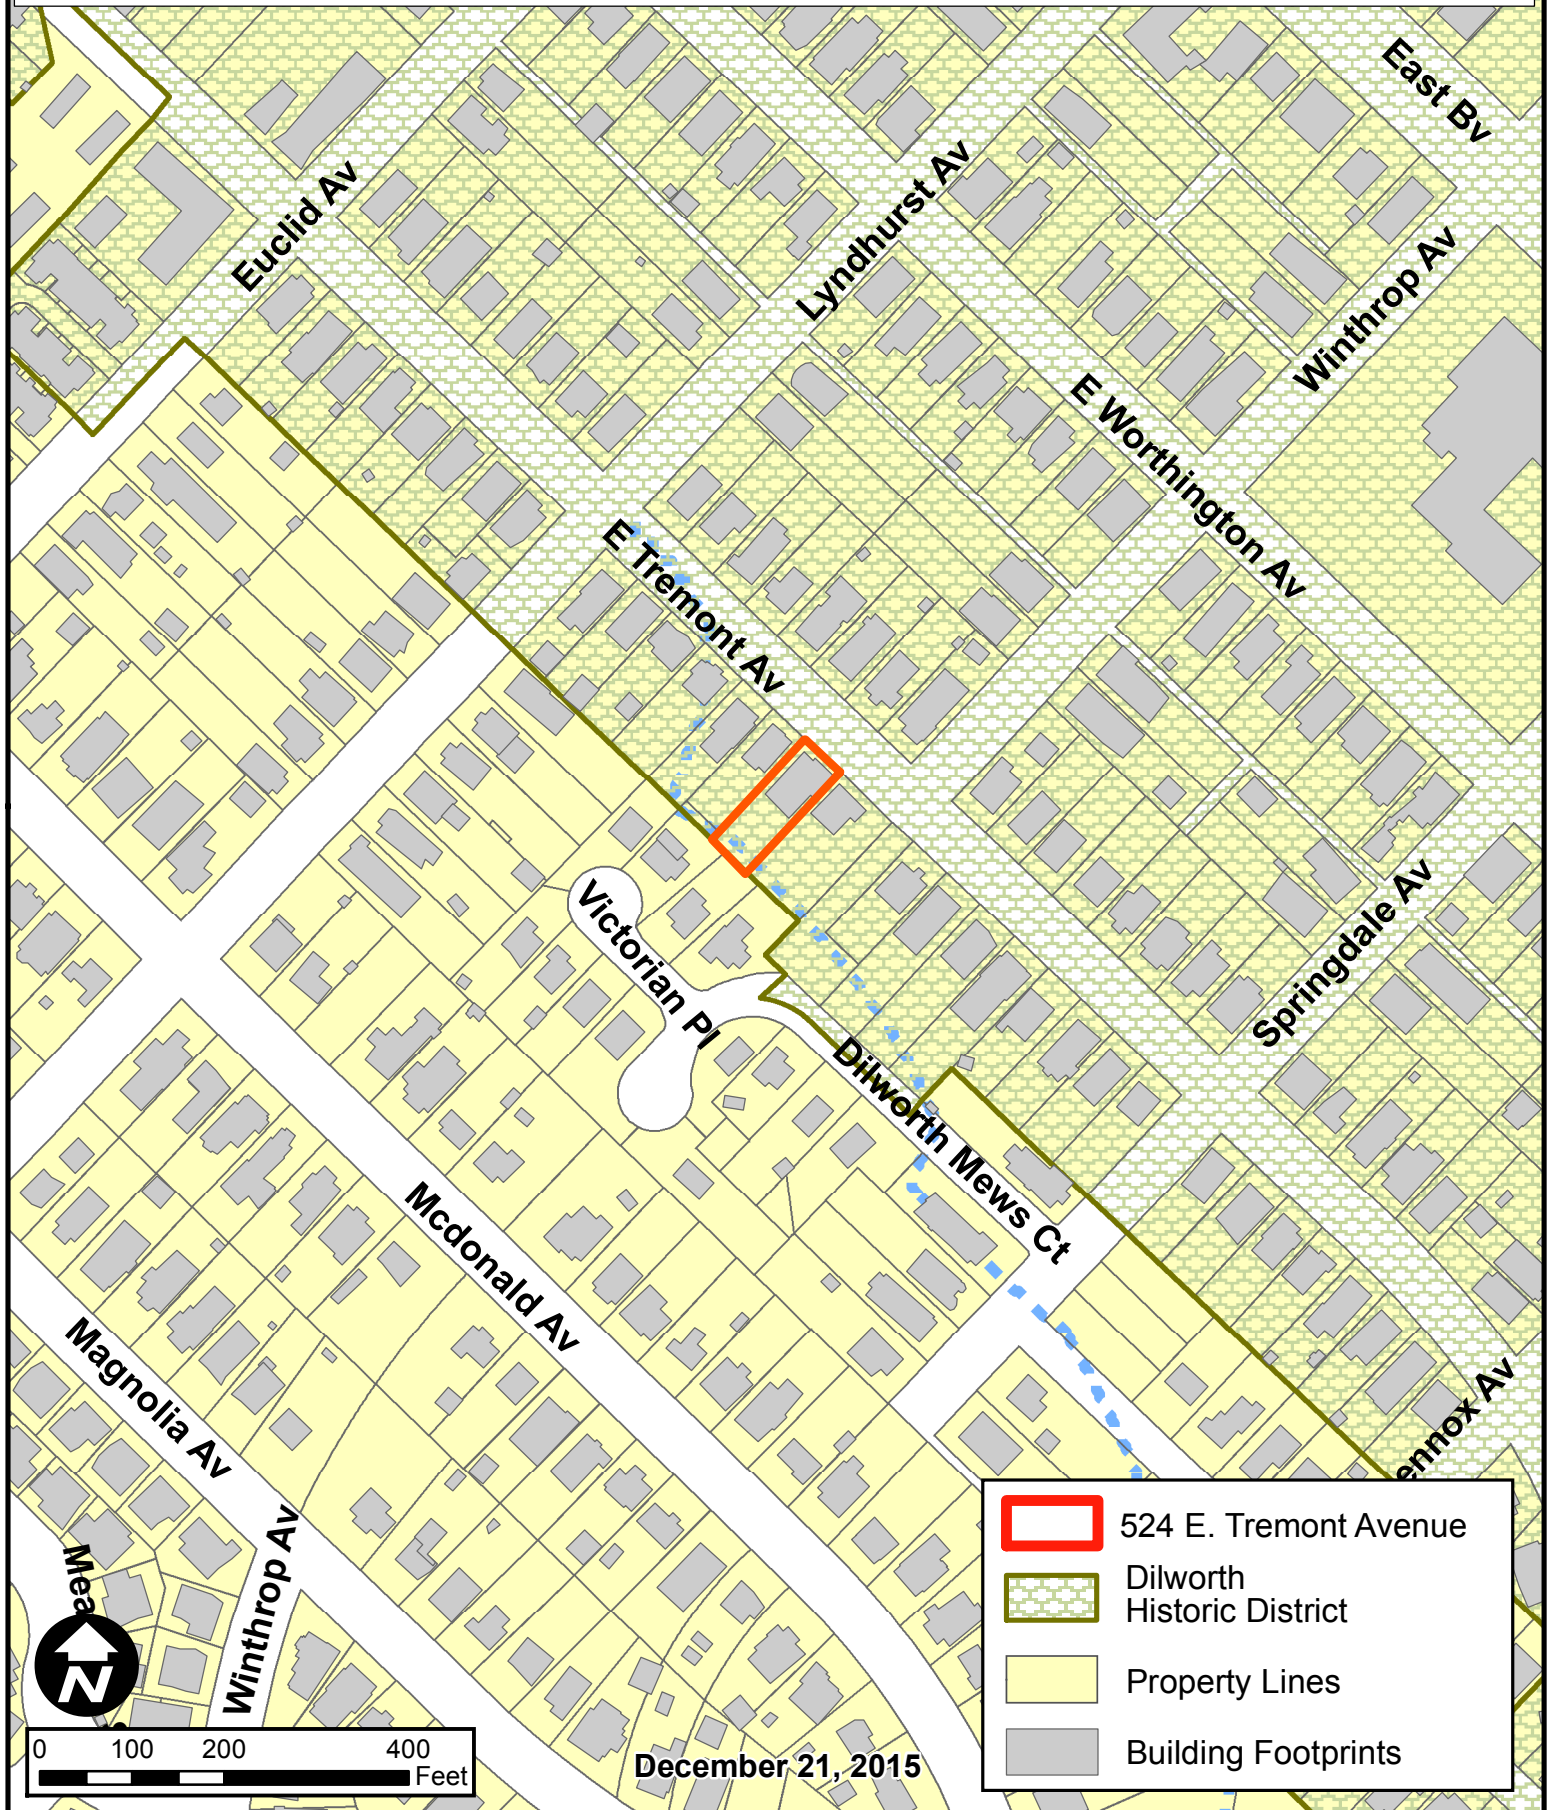 East Bv
Euclid Av
Lyndhurst Av
Winthrop Av
E Worthington Av
E Tremont Av
Springdale Av
Victorian Pl
Dilworth Mews Ct
Mcdonald Av
Magnolia Av
ennox Av
Winthrop Av
Mea
N
0 100 200 400
Feet
December 21, 2015
524 E. Tremont Avenue
Dilworth
Historic District
Property Lines
Building Footprints